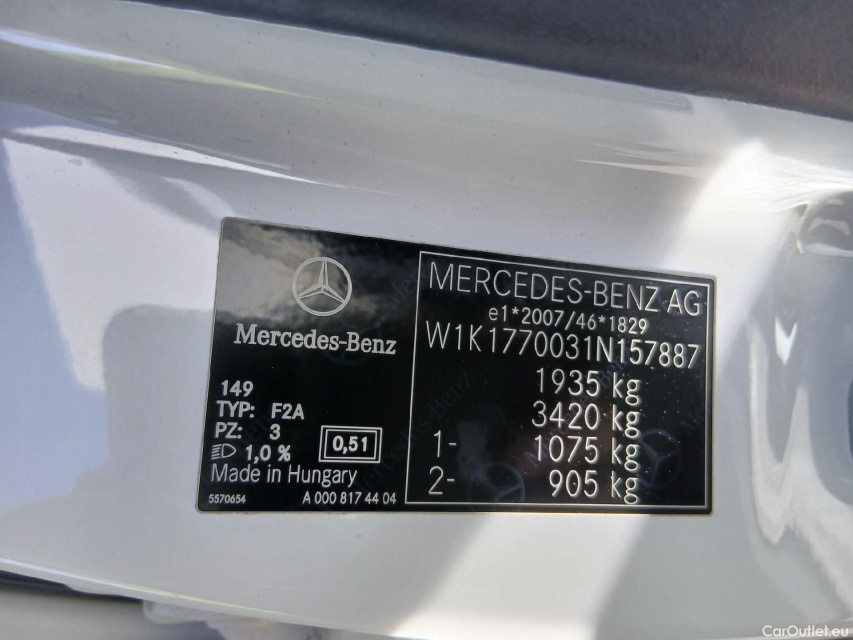 Mercedes-Benz
149
TYP: F2A
PZ: 3
1,0 %
0,51
Made in Hungary
5570654
A 000 817 44 04
MERCEDES-BENZ AG
e1*2007/46*1829
W1K1770031N157887
1935 kg
3420 kg
1- 1075 kg
2- 905 kg
CarOutlet.eu